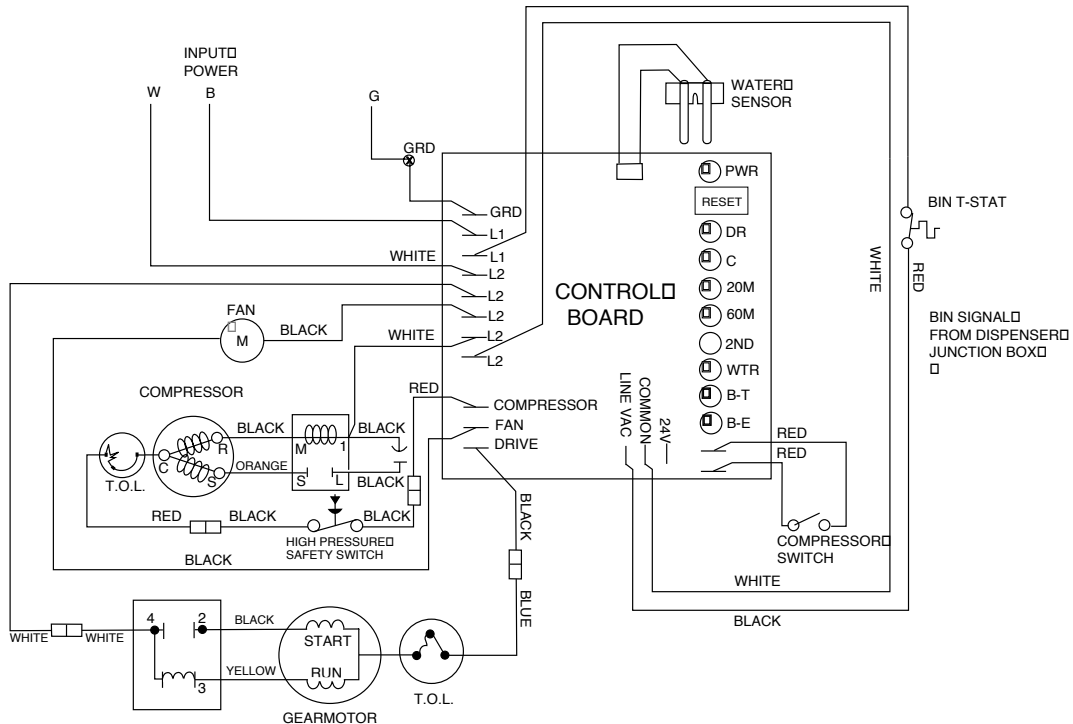 INPUT
POWER
W
B
G
GRD
WATER
SENSOR
PWR
RESET
DR
C
20M
60M
2ND
WTR
B-T
B-E
GRD
L1
L1
WHITE
L2
L2
L2
WHITE
L2
L2
CONTROL
BOARD
WHITE
RED
BIN T-STAT
BIN SIGNAL
FROM DISPENSER
JUNCTION BOX
FAN
M
BLACK
RED
COMPRESSOR
FAN
DRIVE
LINE VAC
COMMON
24V
RED
RED
COMPRESSOR
SWITCH
COMPRESSOR
BLACK
M
1
BLACK
R
C
S
ORANGE
S
L
BLACK
T.O.L.
RED
BLACK
BLACK
HIGH PRESSURE
SAFETY SWITCH
BLACK
BLACK
BLUE
WHITE
BLACK
WHITE
WHITE
4
2
3
BLACK
YELLOW
START
RUN
T.O.L.
GEARMOTOR